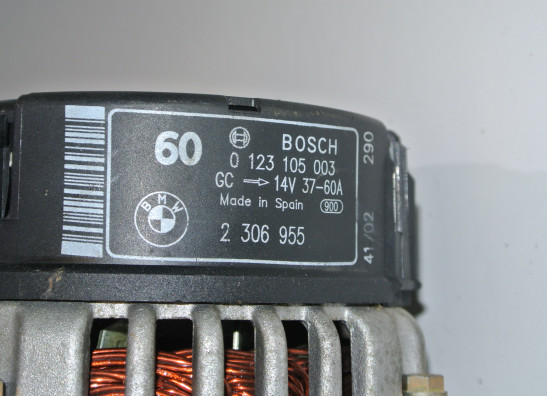 60
BOSCH
0 123 105 003
GC → 14V 37-60A
Made in Spain 900
BMW
2 306 955
41/02 290